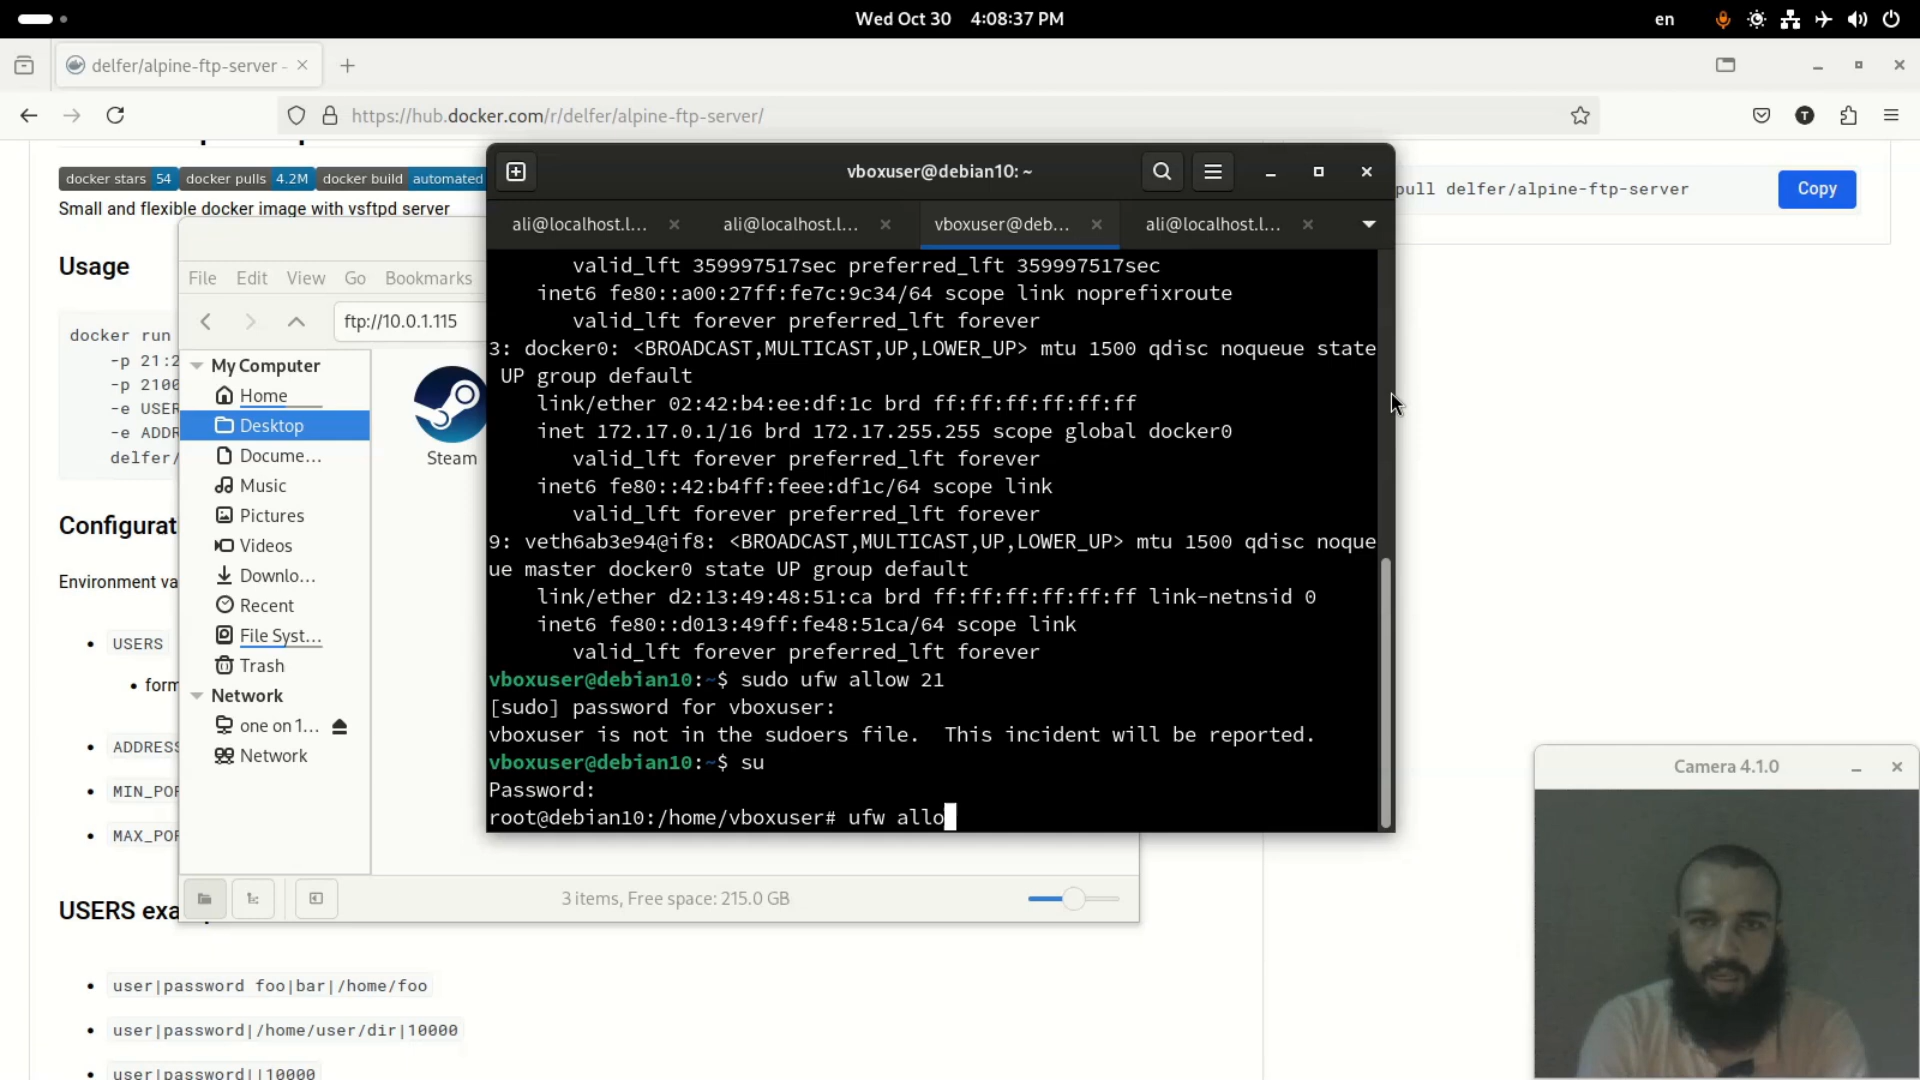 Wed Oct 30 4:08:37 PM
en
delfer/alpine-ftp-server -
https://hub.docker.com/r/delfer/alpine-ftp-server/
docker stars 54 docker pulls 4.2M docker build automated
Small and flexible docker image with vsftpd server
Usage
docker run
-p 21:2
-p 2100
-e USER
-e ADDR
delfer/
Configurat
Environment va
USERS
form
ADDRESS
MIN_POR
MAX_POR
USERS exa
user|password foo|bar|/home/foo
user|password|/home/user/dir|10000
user|password||10000
pull delfer/alpine-ftp-server
Copy
File Edit View Go Bookmarks
ftp://10.0.1.115
My Computer
Home
Desktop
Docume...
Music
Pictures
Videos
Downlo...
Recent
File Syst...
Trash
Network
one on 1...
Network
Steam
3 items, Free space: 215.0 GB
vboxuser@debian10: ~
ali@localhost.l...
ali@localhost.l...
vboxuser@deb...
ali@localhost.l...
valid_lft 359997517sec preferred_lft 359997517sec
inet6 fe80::a00:27ff:fe7c:9c34/64 scope link noprefixroute
valid_lft forever preferred_lft forever
3: docker0: <BROADCAST,MULTICAST,UP,LOWER_UP> mtu 1500 qdisc noqueue state
UP group default
link/ether 02:42:b4:ee:df:1c brd ff:ff:ff:ff:ff:ff
inet 172.17.0.1/16 brd 172.17.255.255 scope global docker0
valid_lft forever preferred_lft forever
inet6 fe80::42:b4ff:feee:df1c/64 scope link
valid_lft forever preferred_lft forever
9: veth6ab3e94@if8: <BROADCAST,MULTICAST,UP,LOWER_UP> mtu 1500 qdisc noque
ue master docker0 state UP group default
link/ether d2:13:49:48:51:ca brd ff:ff:ff:ff:ff:ff link-netnsid 0
inet6 fe80::d013:49ff:fe48:51ca/64 scope link
valid_lft forever preferred_lft forever
vboxuser@debian10:~$ sudo ufw allow 21
[sudo] password for vboxuser:
vboxuser is not in the sudoers file.  This incident will be reported.
vboxuser@debian10:~$ su
Password:
root@debian10:/home/vboxuser# ufw allo
Camera 4.1.0